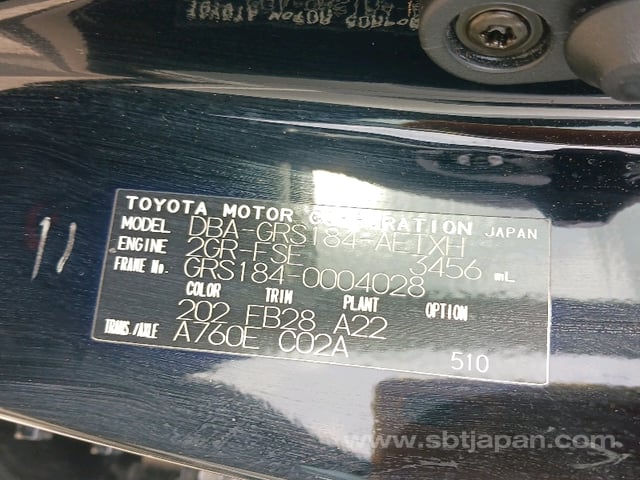 TOYOTA MOTOR CORPORATION JAPAN
MODEL DBA-GRS184-AETXH
ENGINE 2GR-FSE 3456 mL
FRAME No. GRS184-0004028
COLOR TRIM PLANT OPTION
202 FB28 A22
TRANS./AXLE A760E C02A
510
www.sbtjapan.com